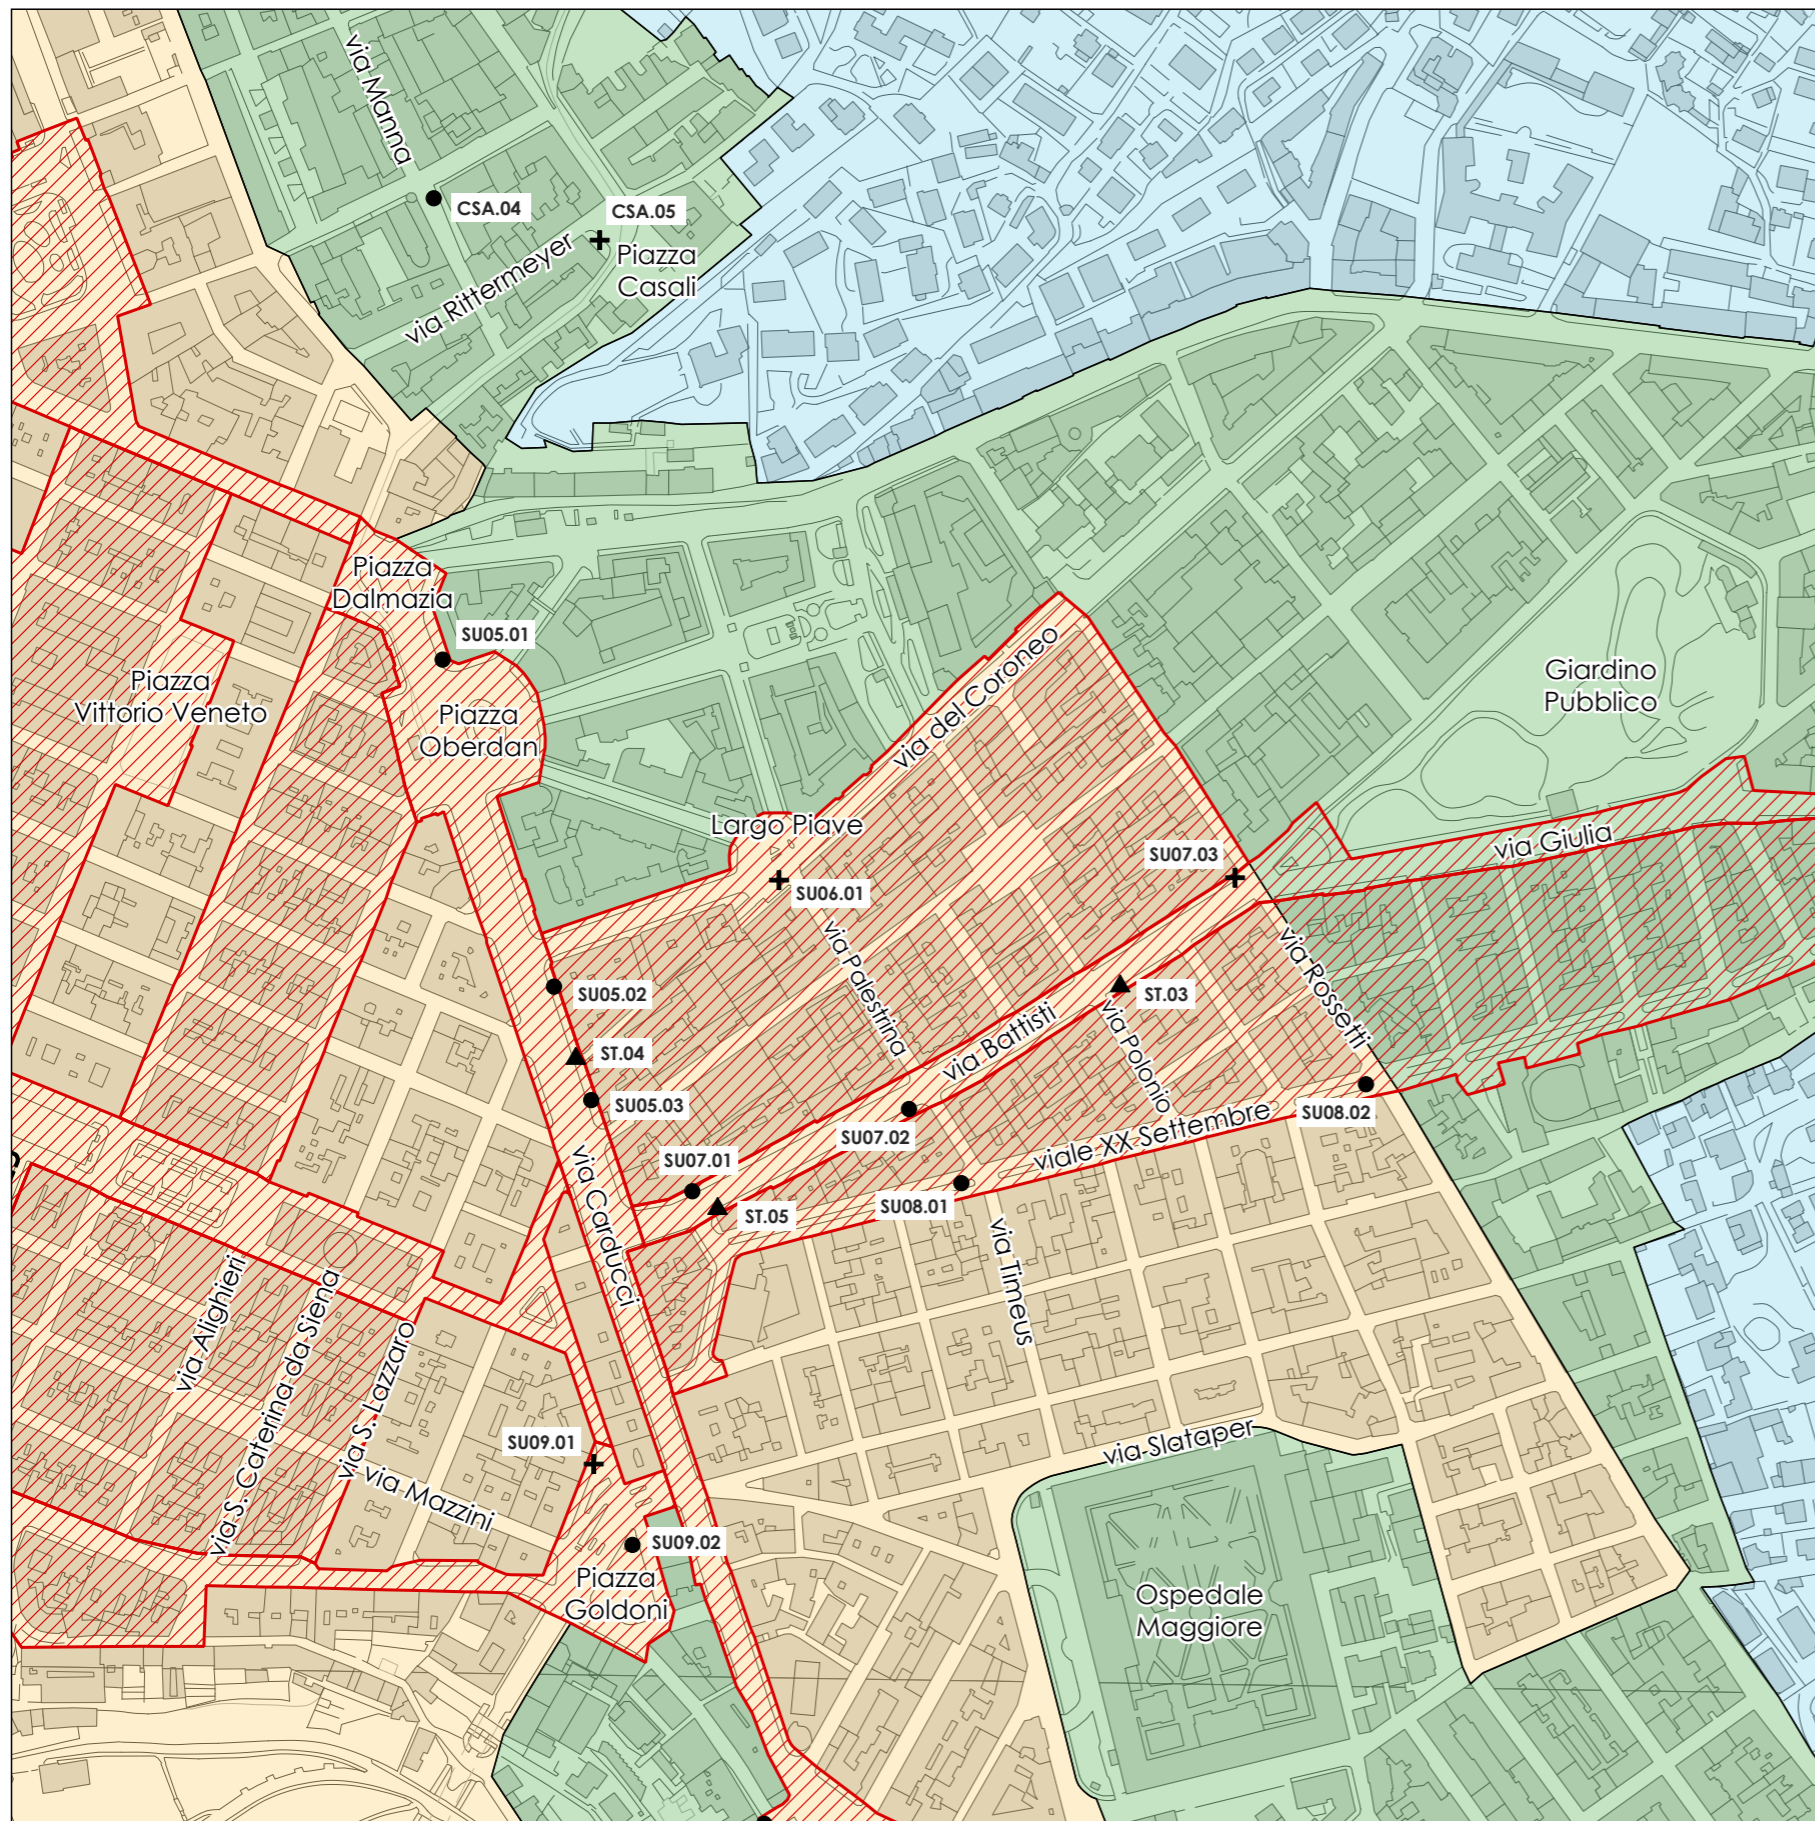 via Manna
CSA.04
CSA.05
Piazza
Casali
via Rittermeyer
Piazza
Dalmazia
SU05.01
Piazza
Vittorio Veneto
Piazza
Oberdan
via del Coroneo
Giardino
Pubblico
Largo Piave
SU07.03
via Giulia
SU06.01
via Palestrina
via Rossetti
SU05.02
ST.03
via Battisti
via Polonio
ST.04
SU05.03
SU07.02
SU08.02
viale XX Settembre
via Carducci
SU07.01
SU08.01
ST.05
via Timeus
via Alighieri
via S. Caterina da Siena
via S. Lazzaro
via Mazzini
SU09.01
via Slataper
SU09.02
Piazza
Goldoni
Ospedale
Maggiore